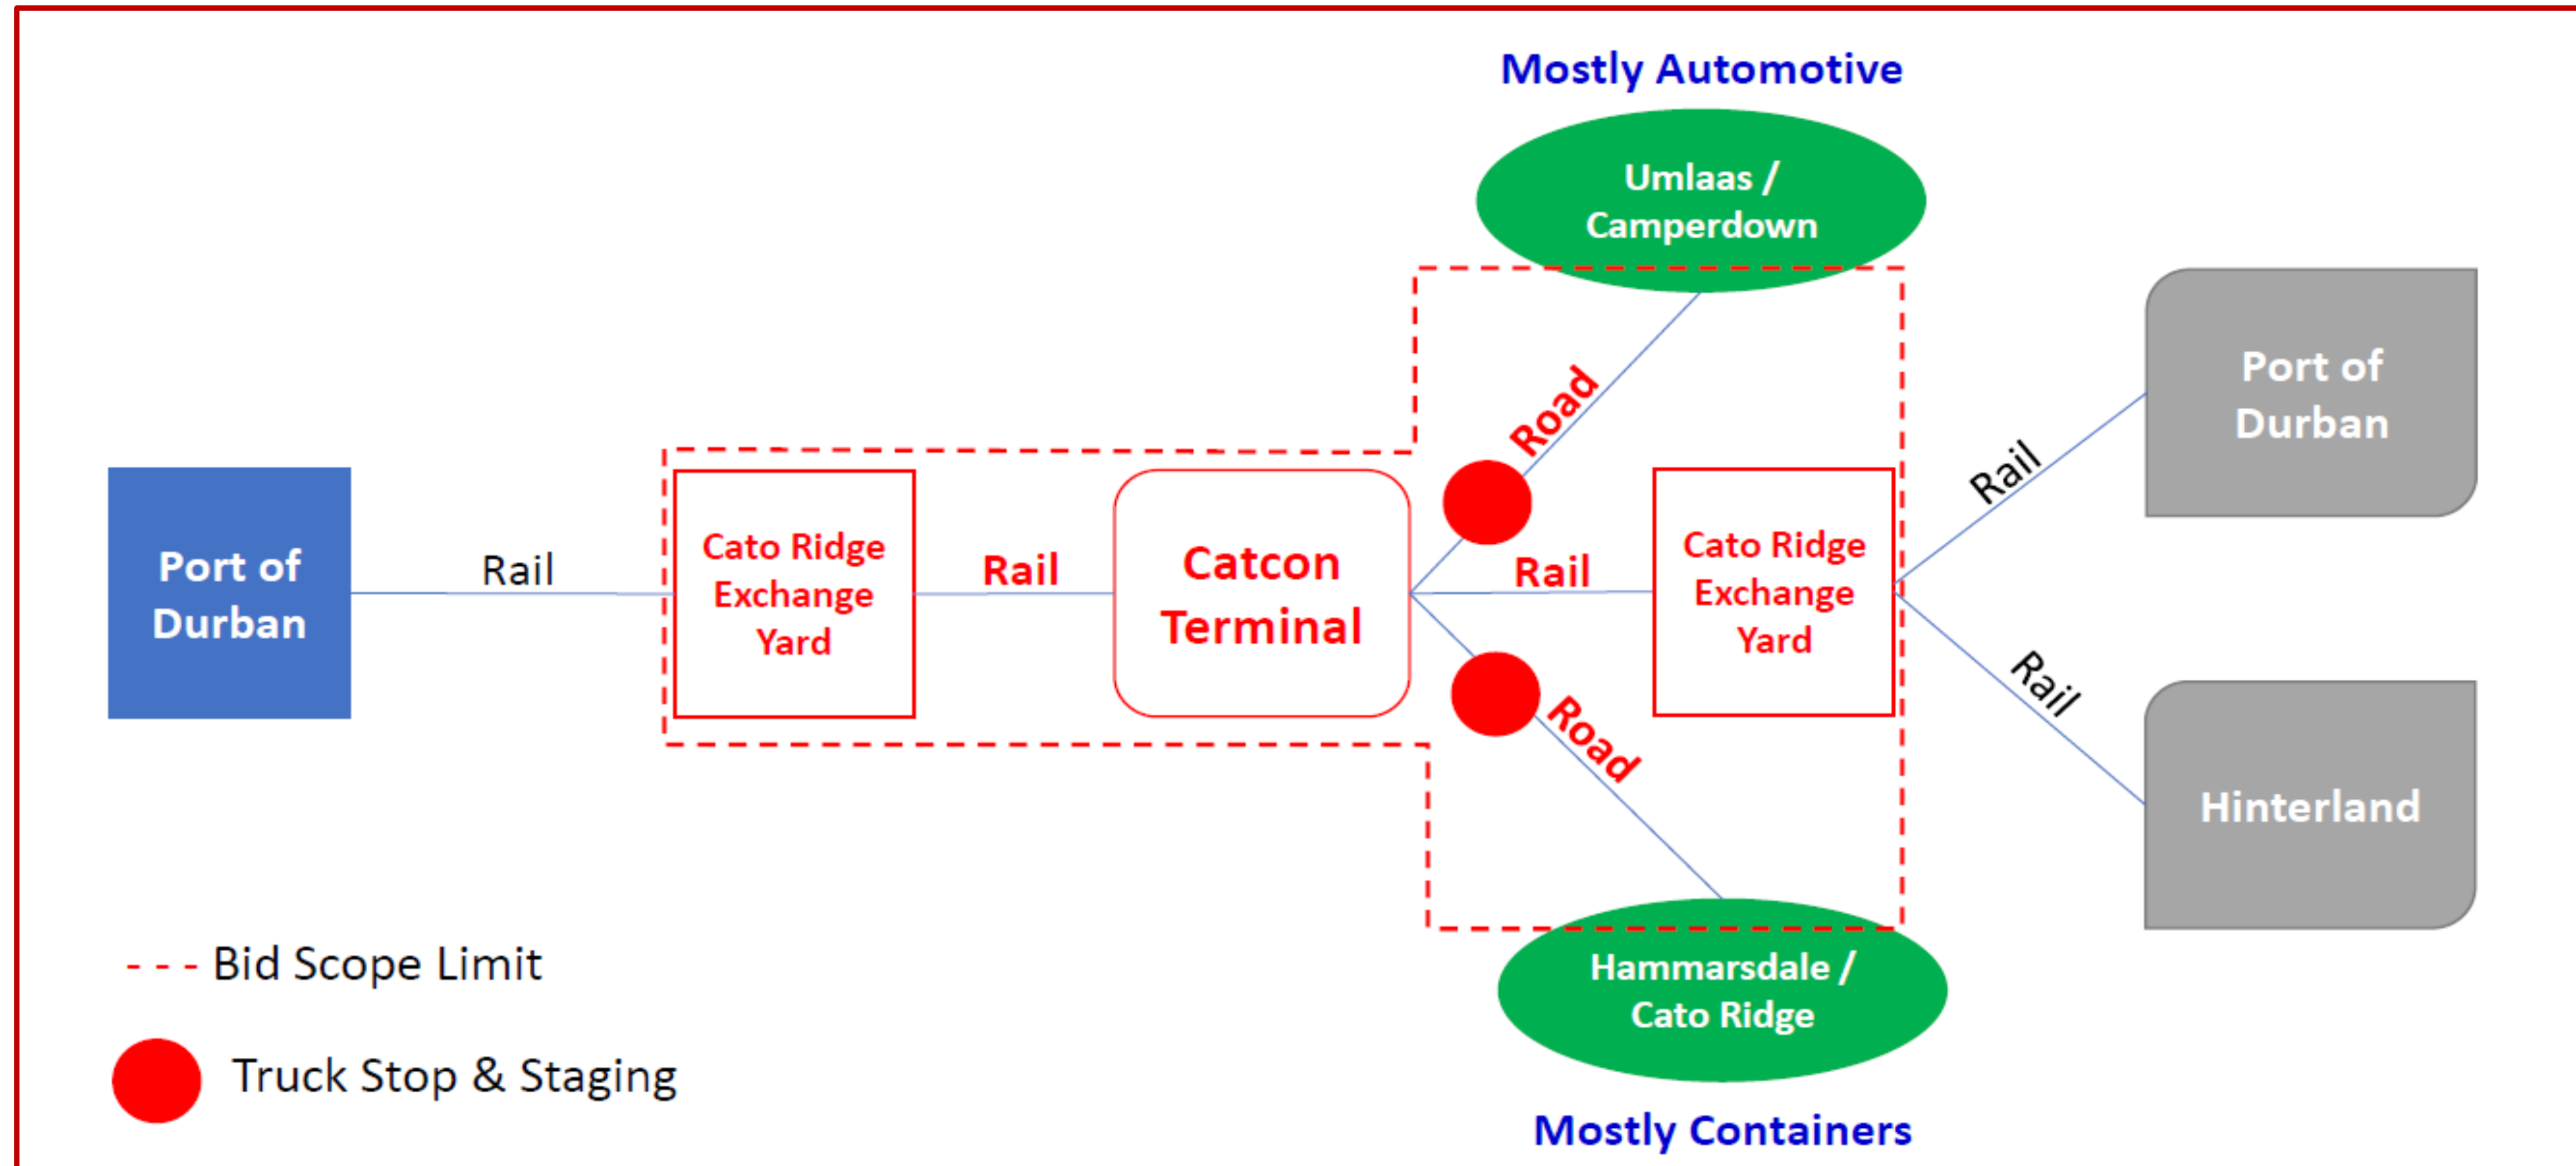 Mostly Automotive
Umlaas /
Camperdown
Road
Port of
Durban
Rail
Cato Ridge
Exchange
Yard
Rail
Catcon
Terminal
Rail
Cato Ridge
Exchange
Yard
Rail
Port of
Durban
Road
Rail
Hinterland
Hammarsdale /
Cato Ridge
Mostly Containers
--- Bid Scope Limit
Truck Stop & Staging